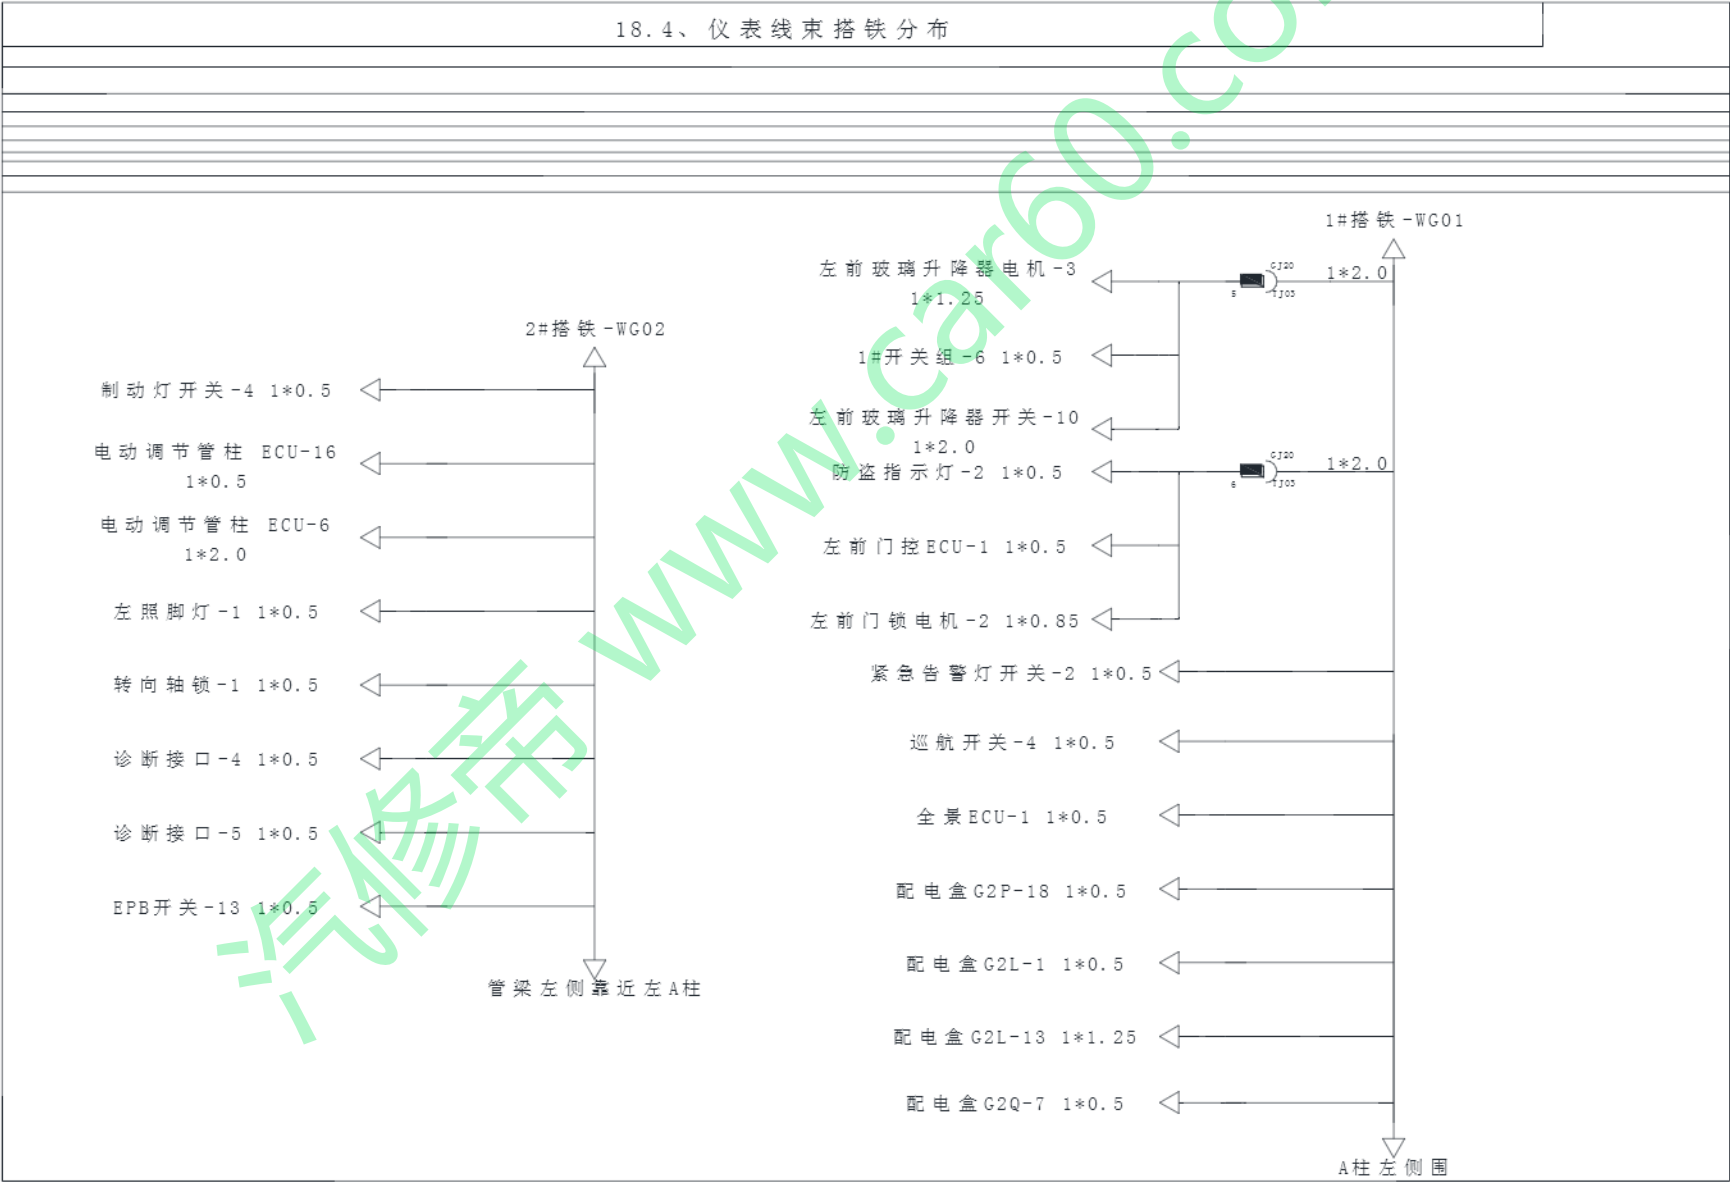 18.4、仪表线束搭铁分布
2#搭铁-WG02
制动灯开关-4 1*0.5
电动调节管柱 ECU-16
1*0.5
电动调节管柱 ECU-6
1*2.0
左照脚灯-1 1*0.5
转向轴锁-1 1*0.5
诊断接口-4 1*0.5
诊断接口-5 1*0.5
EPB开关-13 1*0.5
管梁左侧靠近左A柱
1#搭铁-WG01
左前玻璃升降器电机-3
1*1.25
GJ20
1*2.0
5
TJ03
1#开关组-6 1*0.5
左前玻璃升降器开关-10
1*2.0
防盗指示灯-2 1*0.5
GJ20
1*2.0
6
TJ03
左前门控ECU-1 1*0.5
左前门锁电机-2 1*0.85
紧急告警灯开关-2 1*0.5
巡航开关-4 1*0.5
全景ECU-1 1*0.5
配电盒G2P-18 1*0.5
配电盒G2L-1 1*0.5
配电盒G2L-13 1*1.25
配电盒G2Q-7 1*0.5
A柱左侧围
汽修帝 www.car60.co